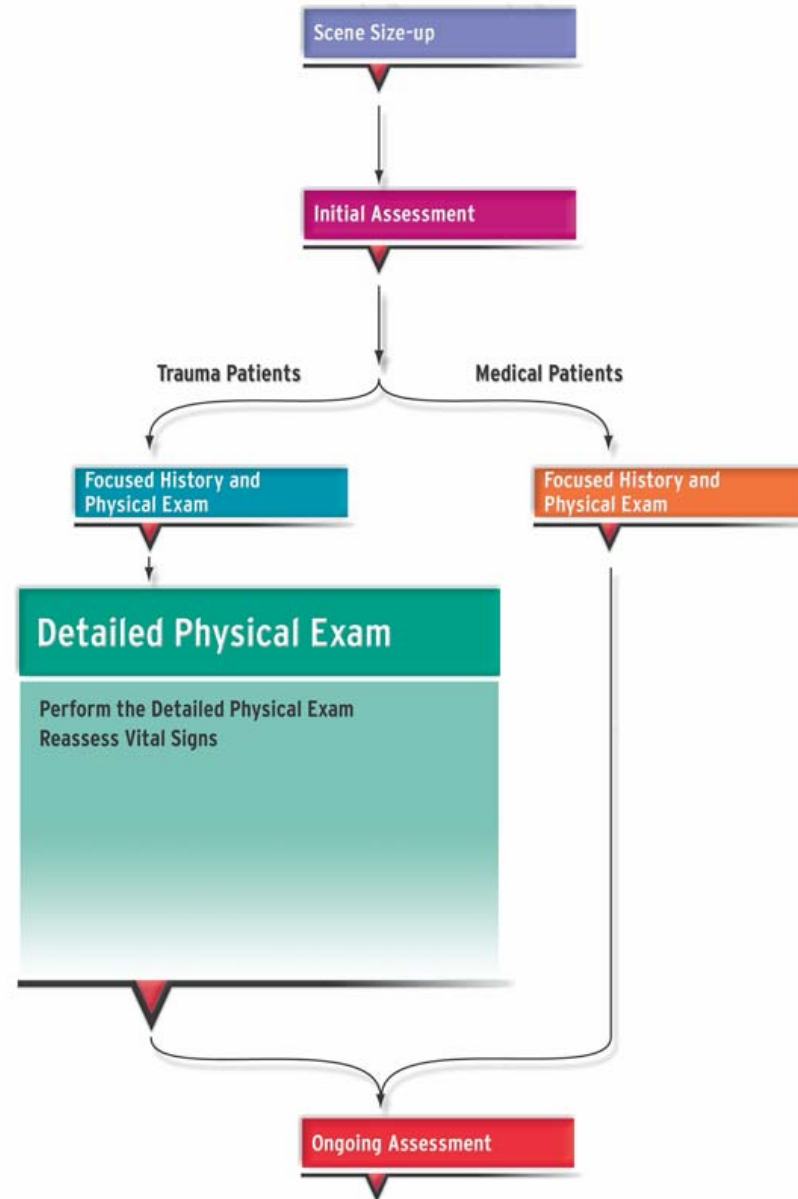 Scene Size-up
Initial Assessment
Trauma Patients
Medical Patients
Focused History and
Physical Exam
Focused History and
Physical Exam
Detailed Physical Exam
Perform the Detailed Physical Exam
Reassess Vital Signs
Ongoing Assessment